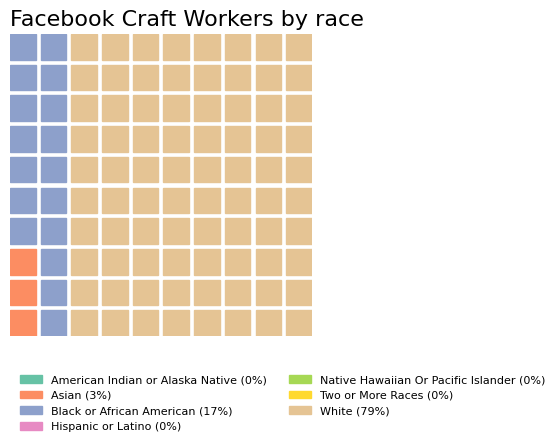 Facebook Craft Workers by race
American Indian or Alaska Native (0%)
Asian (3%)
Black or African American (17%)
Hispanic or Latino (0%)
Native Hawaiian Or Pacific Islander (0%)
Two or More Races (0%)
White (79%)